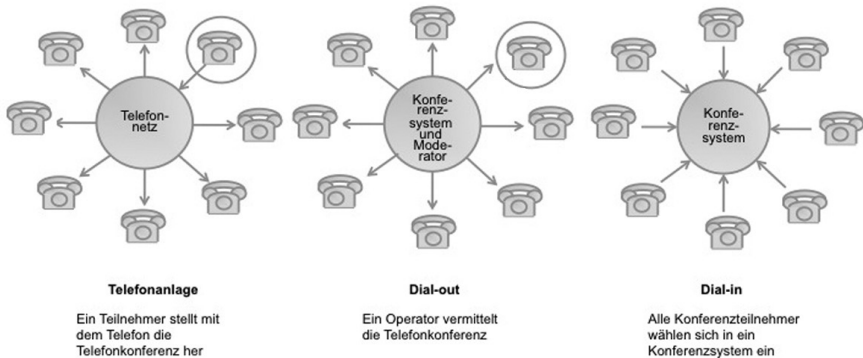 Telefon-
netz
Konfe-
renz-
system
und
Mode-
rator
Konfe-
renz-
system
Telefonanlage
Ein Teilnehmer stellt mit
dem Telefon die
Telefonkonferenz her
Dial-out
Ein Operator vermittelt
die Telefonkonferenz
Dial-in
Alle Konferenzteilnehmer
wählen sich in ein
Konferenzsystem ein